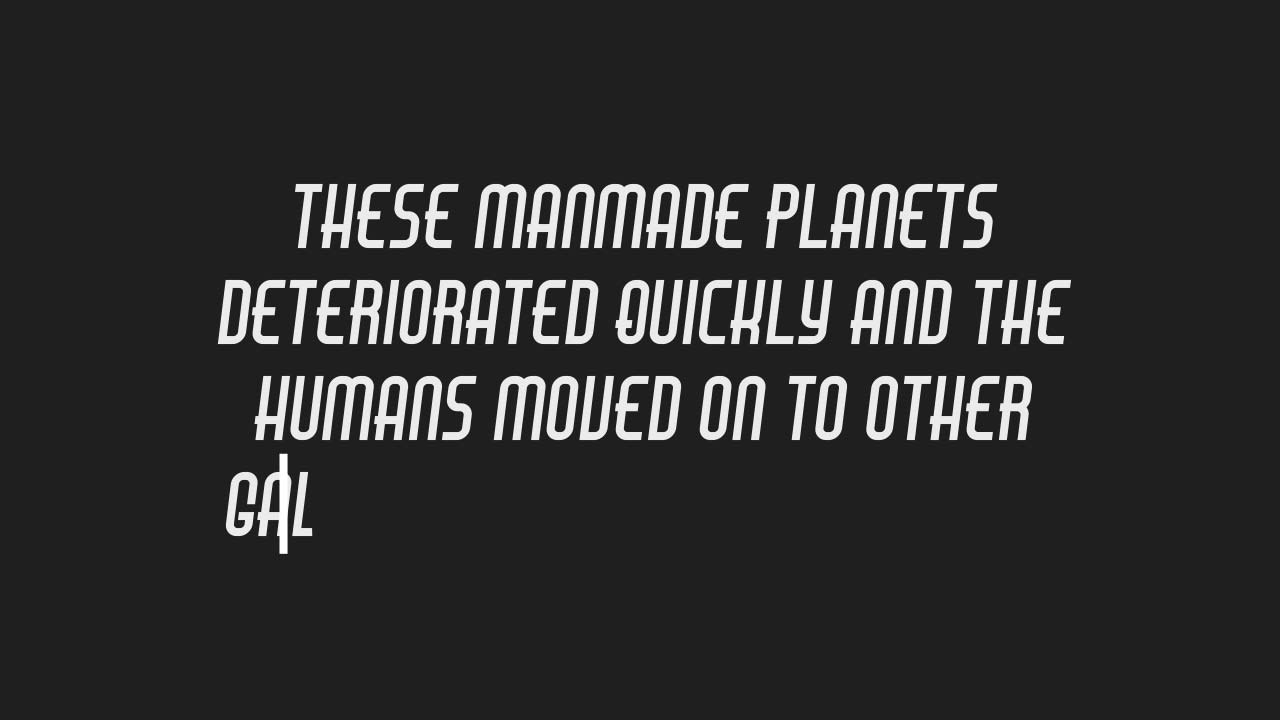 THESE MANMADE PLANETS
DETERIORATED QUICKLY AND THE
HUMANS MOVED ON TO OTHER
GAL